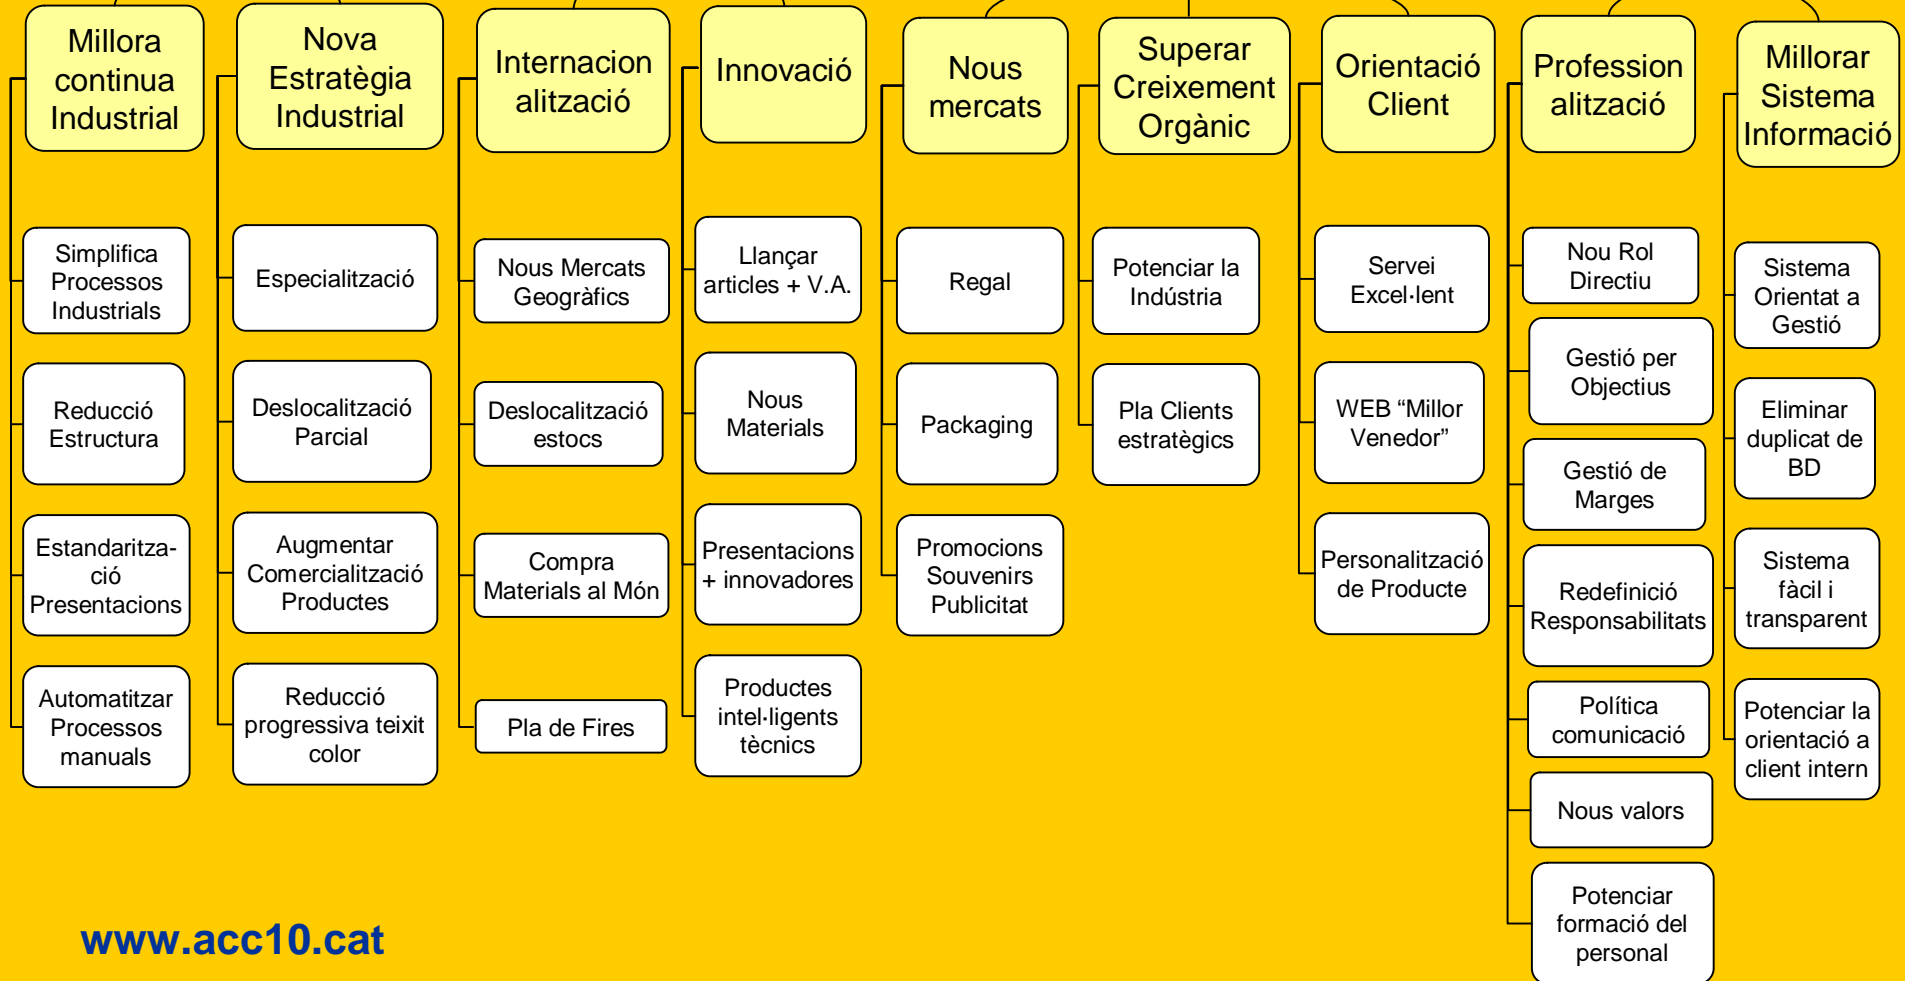 Millora
continua
Industrial
Simplifica
Processos
Industrials
Reducció
Estructura
Estandaritza-
ció
Presentacions
Automatitzar
Processos
manuals
Nova
Estratègia
Industrial
Especialització
Deslocalització
Parcial
Augmentar
Comercialització
Productes
Reducció
progressiva teixit
color
Internacion
alització
Nous Mercats
Geogràfics
Deslocalització
estocs
Compra
Materials al Món
Pla de Fires
Innovació
Llançar
articles + V.A.
Nous
Materials
Presentacions
+ innovadores
Productes
intel·ligents
tècnics
Nous
mercats
Regal
Packaging
Promocions
Souvenirs
Publicitat
Superar
Creixement
Orgànic
Potenciar la
Indústria
Pla Clients
estratègics
Orientació
Client
Servei
Excel·lent
WEB “Millor
Venedor”
Personalització
de Producte
Profession
alització
Nou Rol
Directiu
Gestió per
Objectius
Gestió de
Marges
Redefinició
Responsabilitats
Política
comunicació
Nous valors
Potenciar
formació del
personal
Millorar
Sistema
Informació
Sistema
Orientat a
Gestió
Eliminar
duplicat de
BD
Sistema
fàcil i
transparent
Potenciar la
orientació a
client intern
www.acc10.cat